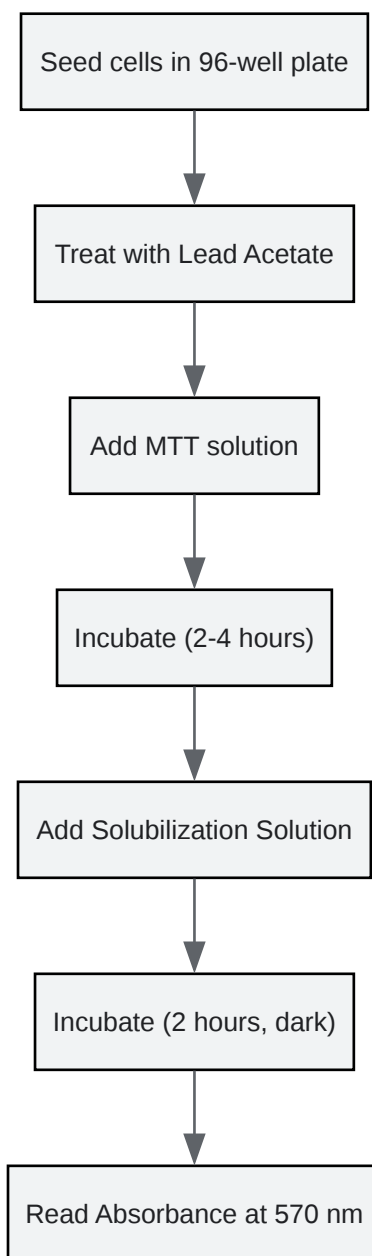 Seed cells in 96-well plate
Treat with Lead Acetate
Add MTT solution
Incubate (2-4 hours)
Add Solubilization Solution
Incubate (2 hours, dark)
Read Absorbance at 570 nm